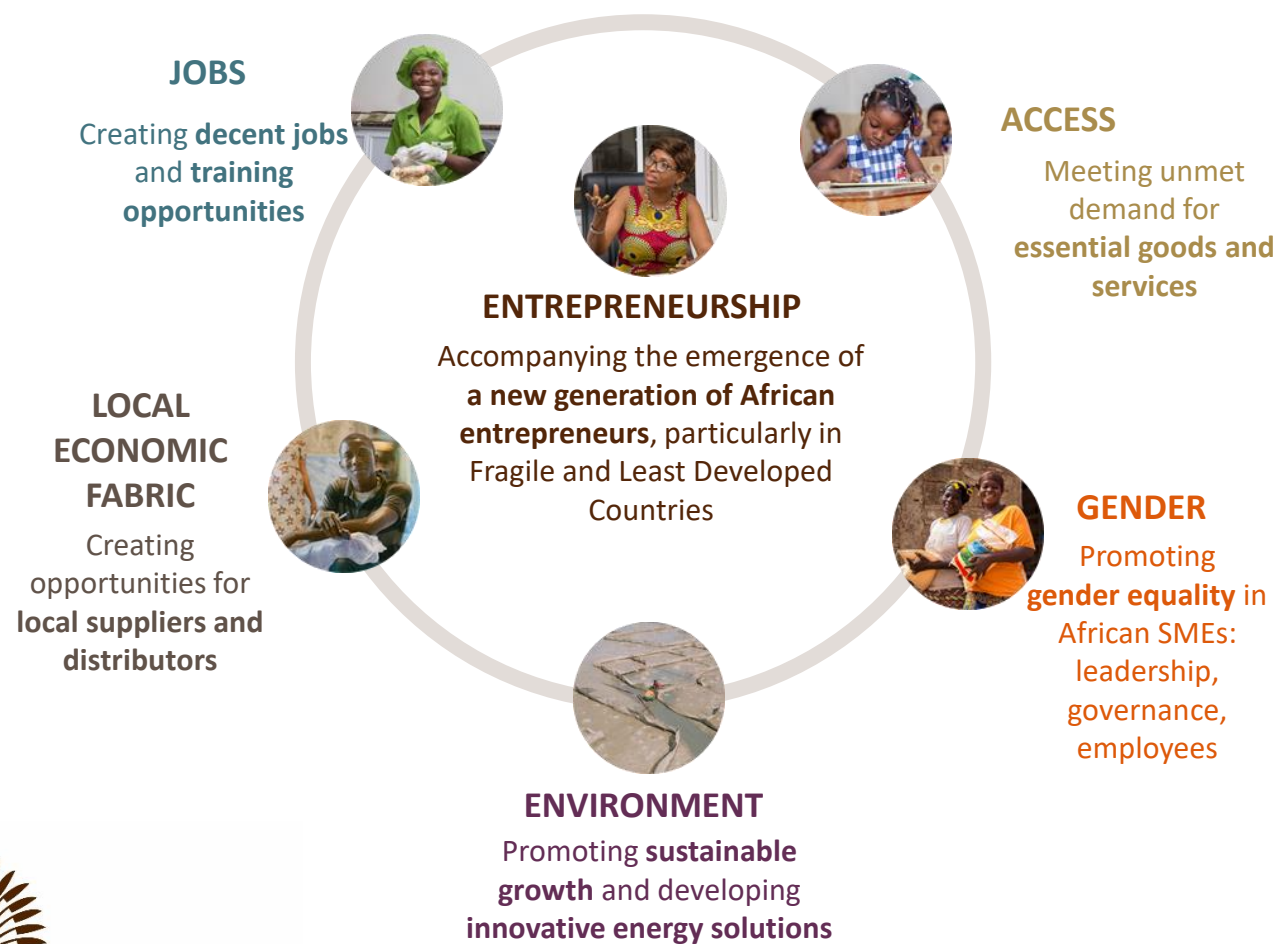 JOBS
Creating decent jobs
and training
opportunities
ACCESS
Meeting unmet
demand for
essential goods and
services
ENTREPRENEURSHIP
Accompanying the emergence of
a new generation of African
entrepreneurs, particularly in
Fragile and Least Developed
Countries
LOCAL
ECONOMIC
FABRIC
Creating
opportunities for
local suppliers and
distributors
GENDER
Promoting
gender equality in
African SMEs:
leadership,
governance,
employees
ENVIRONMENT
Promoting sustainable
growth and developing
innovative energy solutions